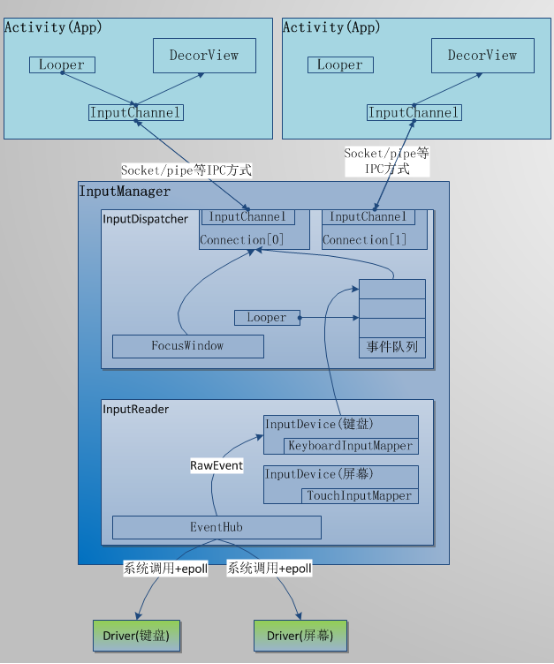 Activity(App)
Looper
DecorView
InputChannel
Activity(App)
Looper
DecorView
InputChannel
Socket/pipe等IPC方式
Socket/pipe等
IPC方式
InputManager
InputDispatcher
InputChannel
Connection[0]
InputChannel
Connection[1]
Looper
FocusWindow
事件队列
InputReader
InputDevice(键盘)
KeyboardInputMapper
RawEvent
InputDevice(屏幕)
TouchInputMapper
EventHub
系统调用+epoll
系统调用+epoll
Driver(键盘)
Driver(屏幕)